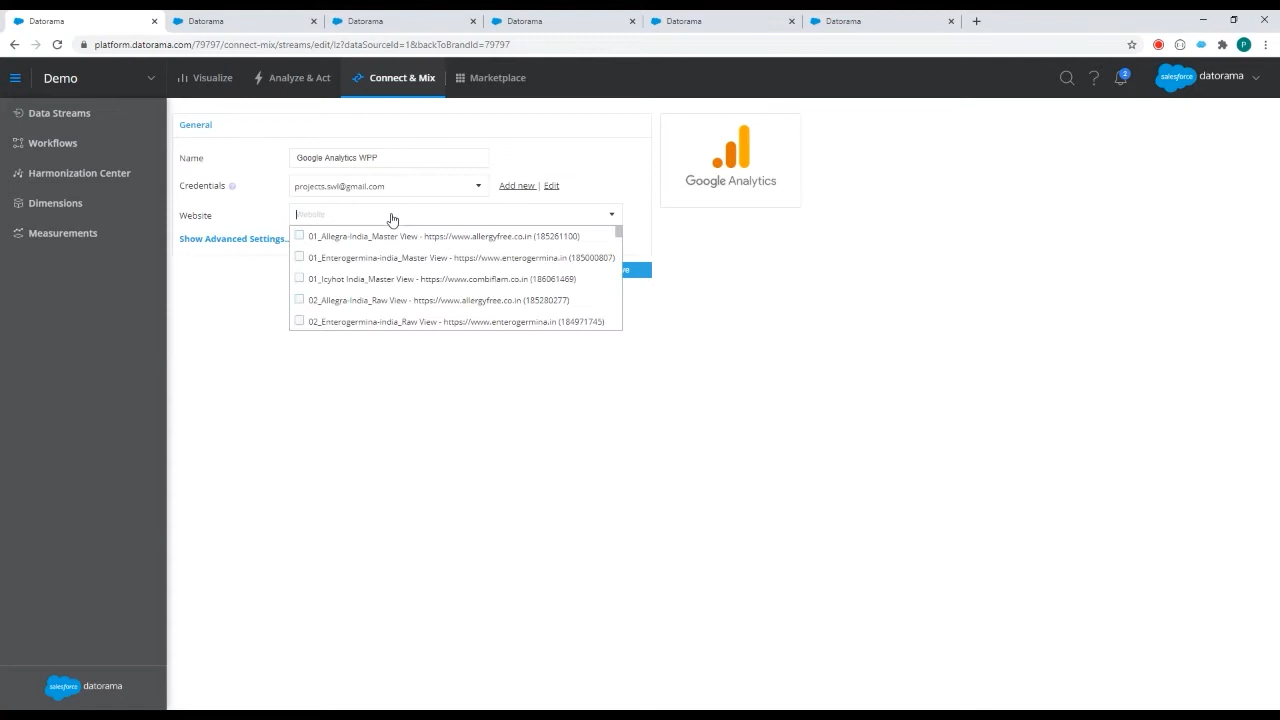 Datorama
Datorama
Datorama
Datorama
Datorama
Datorama
platform.datorama.com/79797/connect-mix/streams/edit/lz?dataSourceId=1&backToBrandId=79797
P
Demo
Visualize
Analyze & Act
Connect & Mix
Marketplace
2
salesforce datorama
Data Streams
Workflows
Harmonization Center
Dimensions
Measurements
General
Name
Google Analytics WPP
Credentials
projects.swl@gmail.com
Add new | Edit
Website
Website
Show Advanced Settings..
01_Allegra-India_Master View - https://www.allergyfree.co.in (185261100)
01_Enterogermina-india_Master View - https://www.enterogermina.in (185000807)
01_Icyhot India_Master View - https://www.combiflam.co.in (186061469)
02_Allegra-India_Raw View - https://www.allergyfree.co.in (185280277)
02_Enterogermina-india_Raw View - https://www.enterogermina.in (184971745)
Google Analytics
salesforce datorama